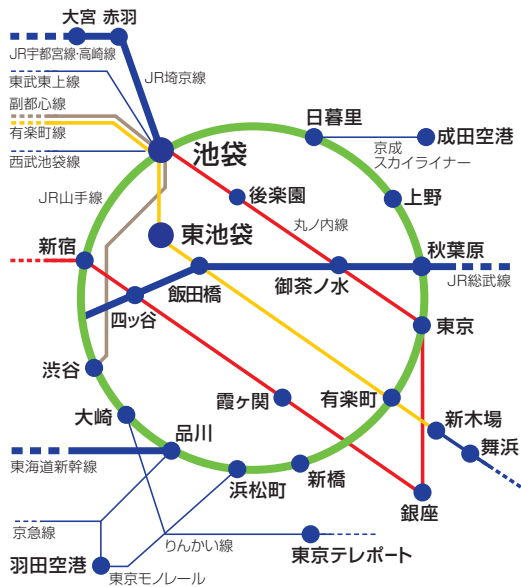 大宮 赤羽
JR宇都宮線・高崎線
JR埼京線
東武東上線
副都心線
有楽町線
西武池袋線
池袋
日暮里
成田空港
京成
スカイライナー
JR山手線
後楽園
上野
丸ノ内線
東池袋
新宿
秋葉原
飯田橋
御茶ノ水
JR総武線
四ッ谷
東京
渋谷
霞ヶ関
有楽町
大崎
新木場
品川
舞浜
東海道新幹線
新橋
浜松町
銀座
京急線
りんかい線
東京テレポート
羽田空港
東京モノレール